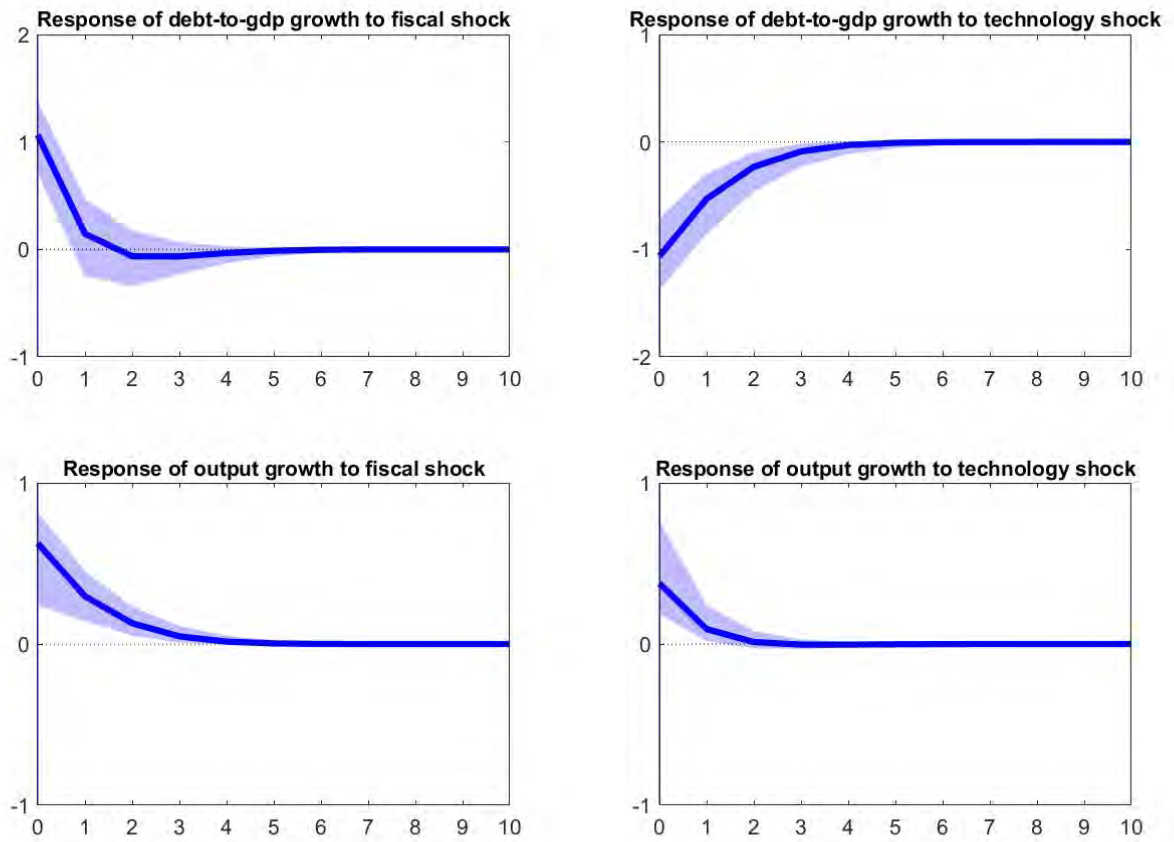 Response of debt-to-gdp growth to fiscal shock
2
1
0
-1
0 1 2 3 4 5 6 7 8 9 10
Response of debt-to-gdp growth to technology shock
1
0
-1
-2
0 1 2 3 4 5 6 7 8 9 10
Response of output growth to fiscal shock
1
0
-1
0 1 2 3 4 5 6 7 8 9 10
Response of output growth to technology shock
1
0
-1
0 1 2 3 4 5 6 7 8 9 10